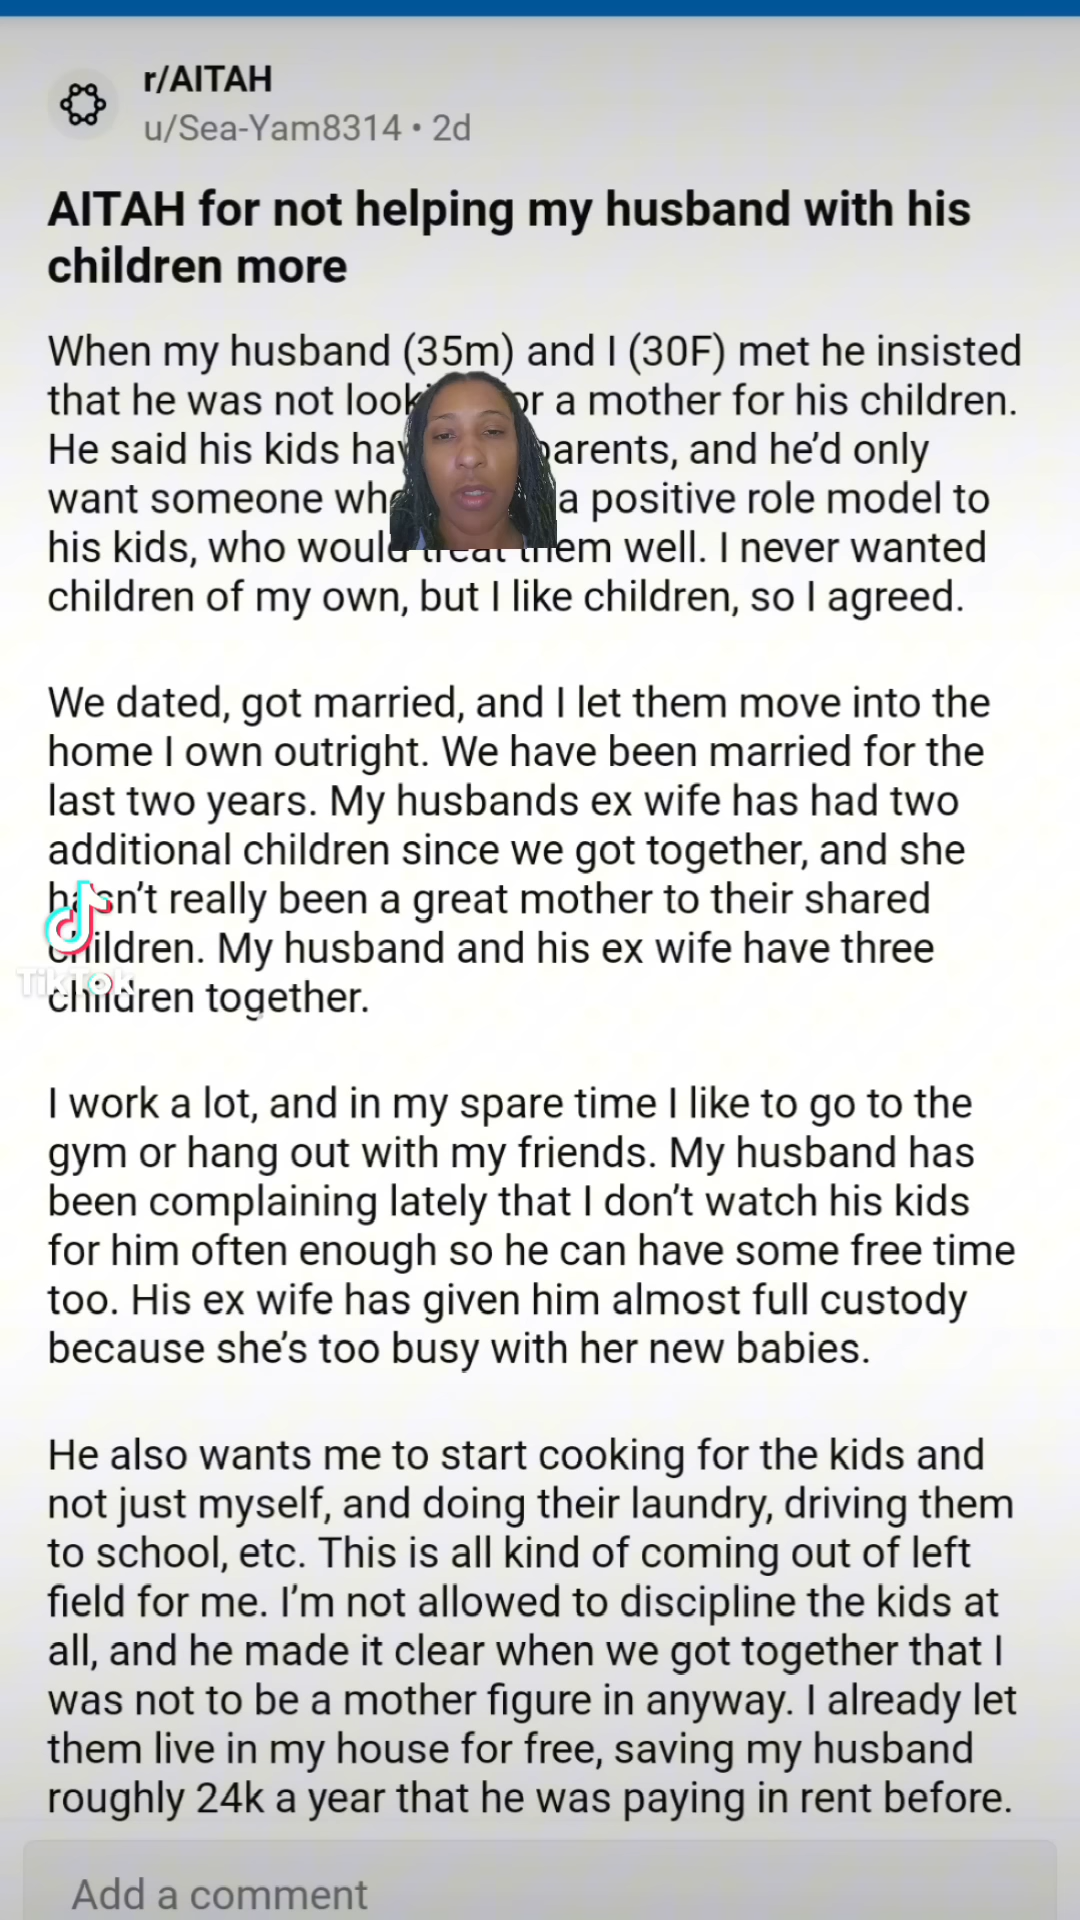 r/AITAH
u/Sea-Yam8314 • 2d
AITAH for not helping my husband with his
children more
When my husband (35m) and I (30F) met he insisted
that he was not look or a mother for his children.
He said his kids hav arents, and he'd only
want someone who a positive role model to
his kids, who would treat them well. I never wanted
children of my own, but I like children, so I agreed.
We dated, got married, and I let them move into the
home I own outright. We have been married for the
last two years. My husbands ex wife has had two
additional children since we got together, and she
hasn't really been a great mother to their shared
children. My husband and his ex wife have three
children together.
TikTok
I work a lot, and in my spare time I like to go to the
gym or hang out with my friends. My husband has
been complaining lately that I don't watch his kids
for him often enough so he can have some free time
too. His ex wife has given him almost full custody
because she's too busy with her new babies.
He also wants me to start cooking for the kids and
not just myself, and doing their laundry, driving them
to school, etc. This is all kind of coming out of left
field for me. I'm not allowed to discipline the kids at
all, and he made it clear when we got together that I
was not to be a mother figure in anyway. I already let
them live in my house for free, saving my husband
roughly 24k a year that he was paying in rent before.
Add a comment